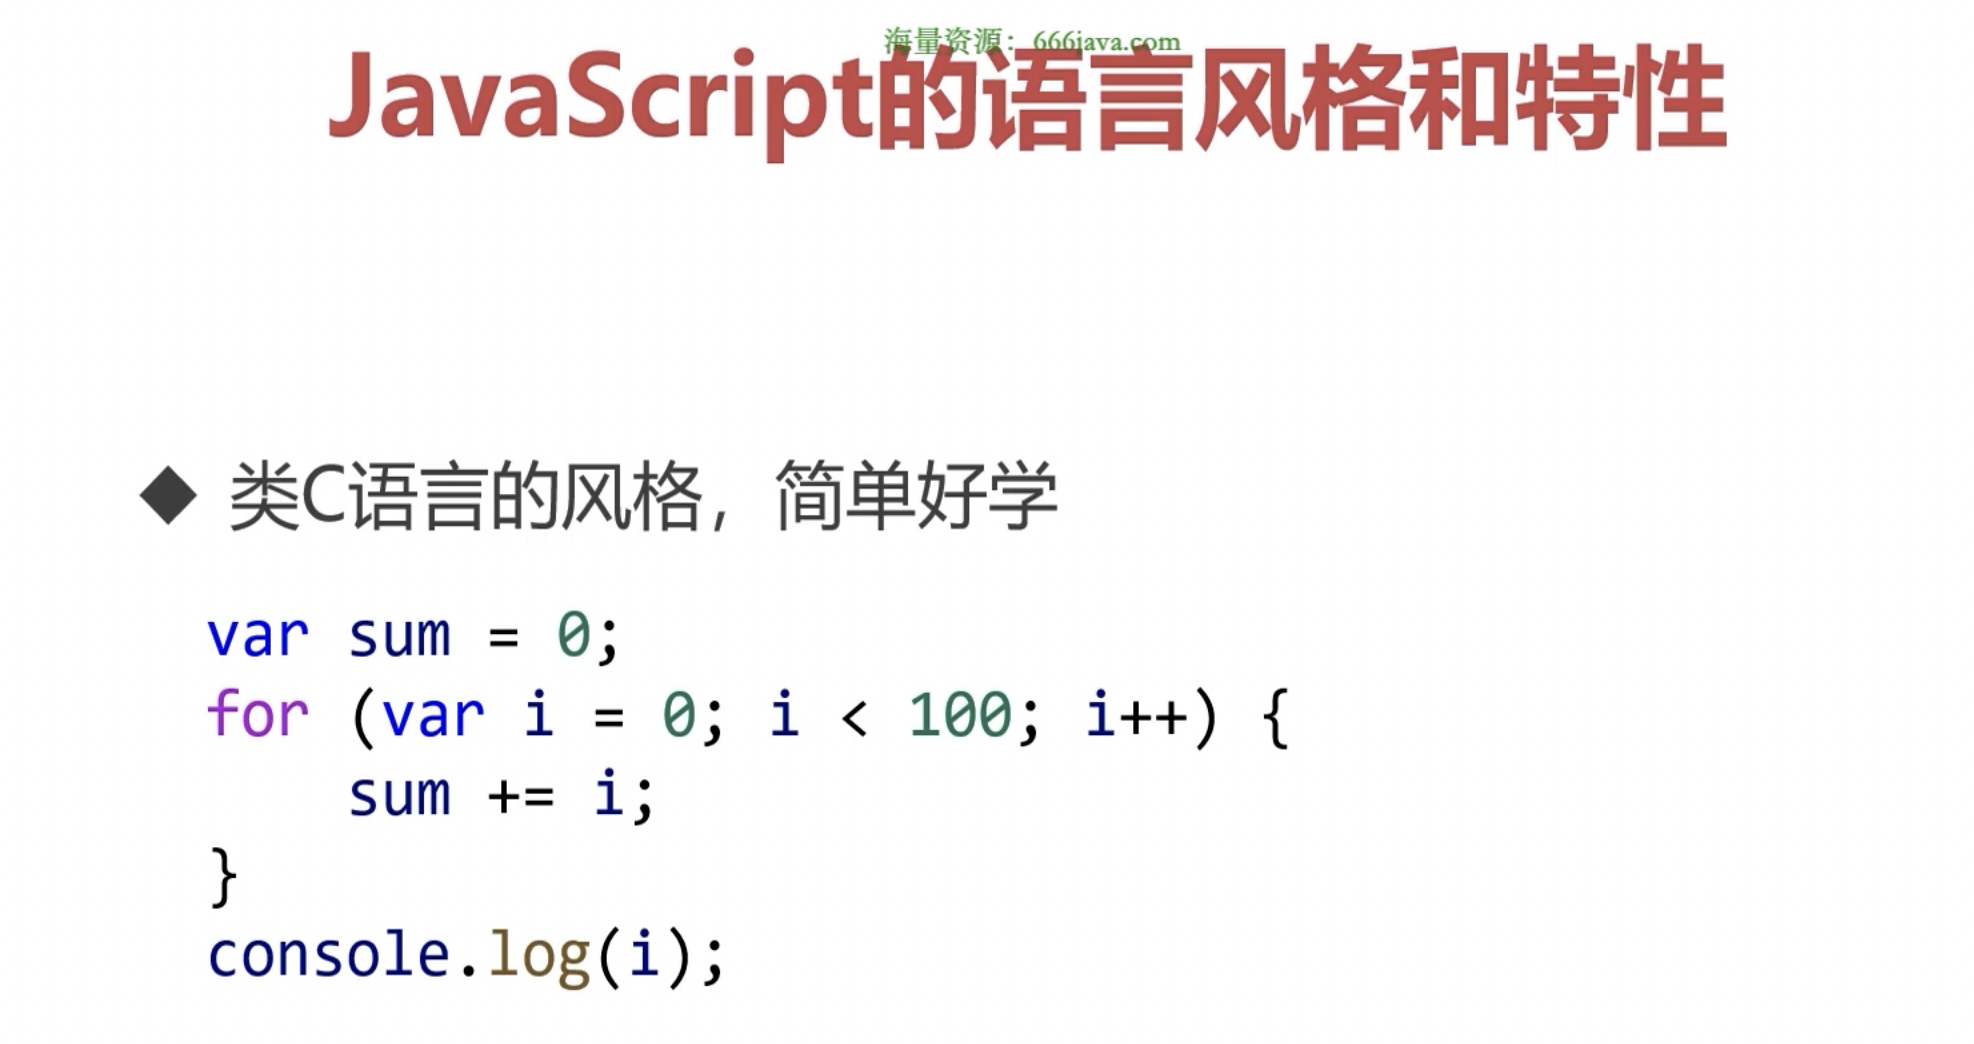 海量资源：666java.com
JavaScript的语言风格和特性
◆ 类C语言的风格，简单好学
var sum = 0;
for (var i = 0; i < 100; i++) {
    sum += i;
}
console.log(i);